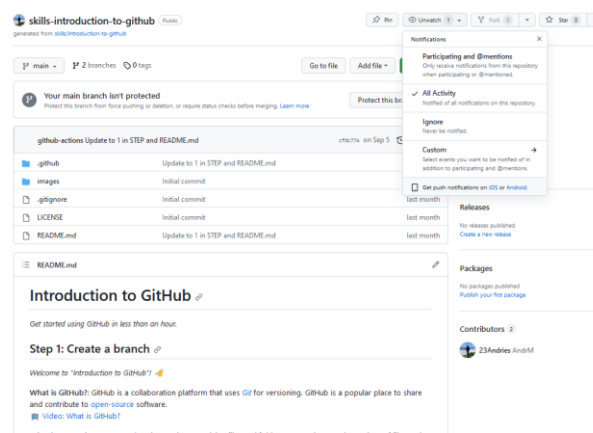 skills-introduction-to-github Public
generated from skills/introduction-to-github
Pin
Unwatch 1
Fork 0
Star 0
Notifications
Participating and @mentions
Only receive notifications from this repository
when participating or @mentioned.
All Activity
Notified of all notifications on this repository.
Ignore
Never be notified.
Custom
Select events you want to be notified of in
addition to participating and @mentions.
Get push notifications on iOS or Android.
main
2 branches
0 tags
Go to file
Add file
Your main branch isn't protected
Protect this branch from force pushing or deletion, or require status checks before merging. Learn more
Protect this bra
github-actions Update to 1 in STEP and README.md
on Sep 5
.github Update to 1 in STEP and README.md
images Initial commit
.gitignore Initial commit last month
LICENSE Initial commit last month
README.md Update to 1 in STEP and README.md last month
README.md
Introduction to GitHub
Get started using GitHub in less than an hour.
Step 1: Create a branch
Welcome to "Introduction to GitHub"!
What is GitHub?: GitHub is a collaboration platform that uses Git for versioning. GitHub is a popular place to share
and contribute to open-source software.
Video: What is GitHub?
Releases
No releases published
Create a new release
Packages
No packages published
Publish your first package
Contributors 2
23Andries AndrM